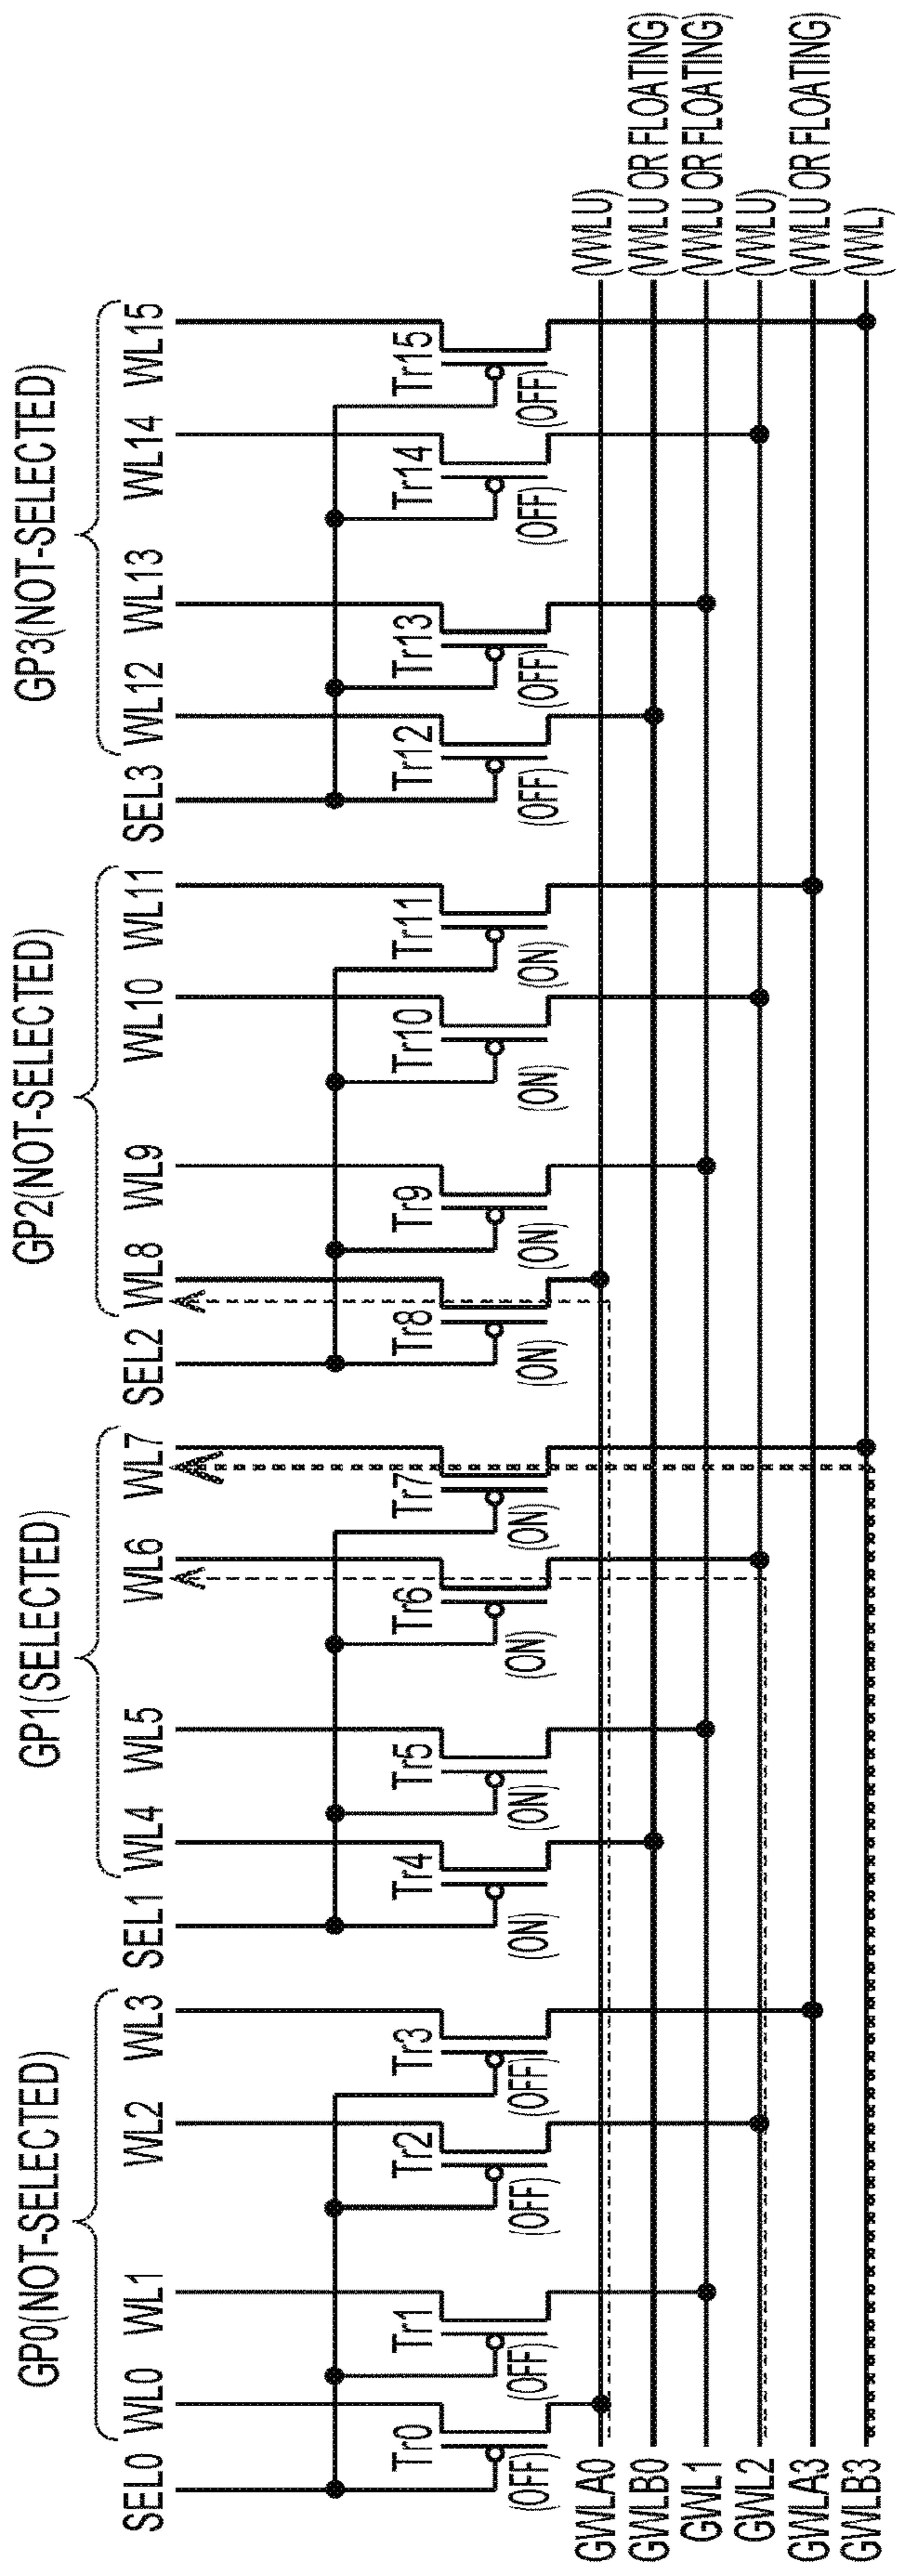 GP0(NOT-SELECTED) GP1(SELECTED) GP2(NOT-SELECTED) GP3(NOT-SELECTED)
SEL0 WL0 WL1 WL2 WL3 SEL1 WL4 WL5 WL6 WL7 SEL2 WL8 WL9 WL10 WL11 SEL3 WL12 WL13 WL14 WL15
Tr0 Tr1 Tr2 Tr3 Tr4 Tr5 Tr6 Tr7 Tr8 Tr9 Tr10 Tr11 Tr12 Tr13 Tr14 Tr15
(OFF) (OFF) (OFF) (OFF) (ON) (ON) (ON) (ON) (ON) (ON) (ON) (ON) (OFF) (OFF) (OFF) (OFF)
GWLA0 (VWLU)
GWLB0 (VWLU OR FLOATING)
GWL1 (VWLU OR FLOATING)
GWL2 (VWLU)
GWLA3 (VWLU OR FLOATING)
GWLB3 (VWL)